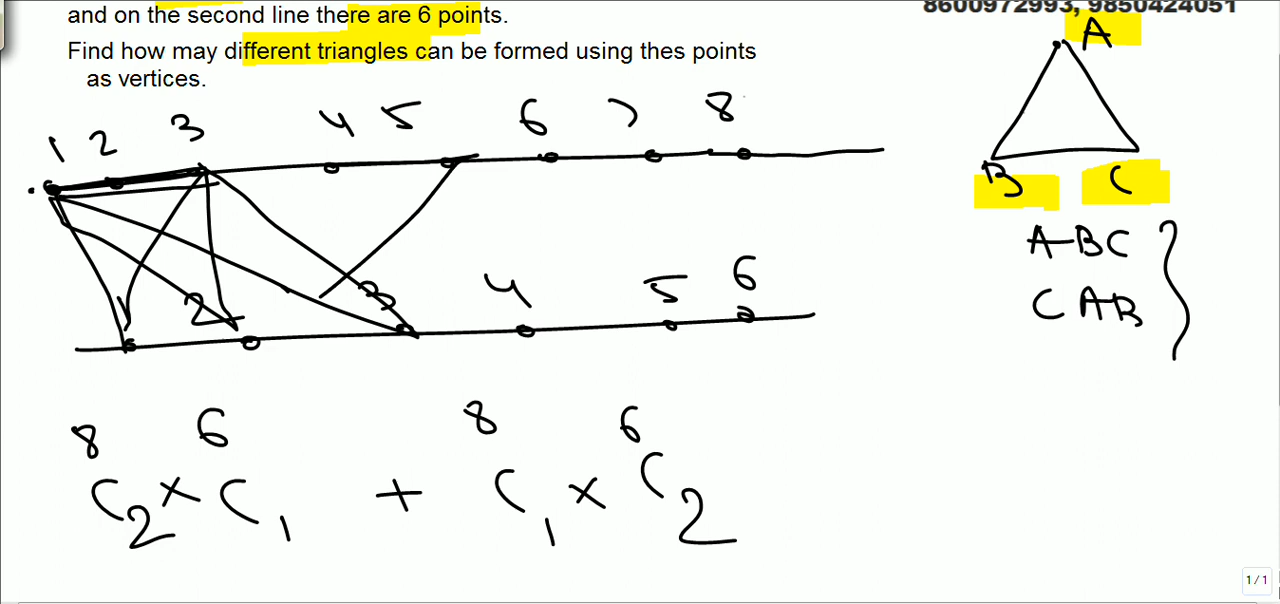 and on the second line there are 6 points.
8600972993, 9850424051
Find how may different triangles can be formed using thes points
as vertices.
A
1 2 3 4 5 6 7 8
B C
ABC
CAB
2 3 4 5 6
8 6 8 6
C2 × C1 + C1 × C2
1 / 1